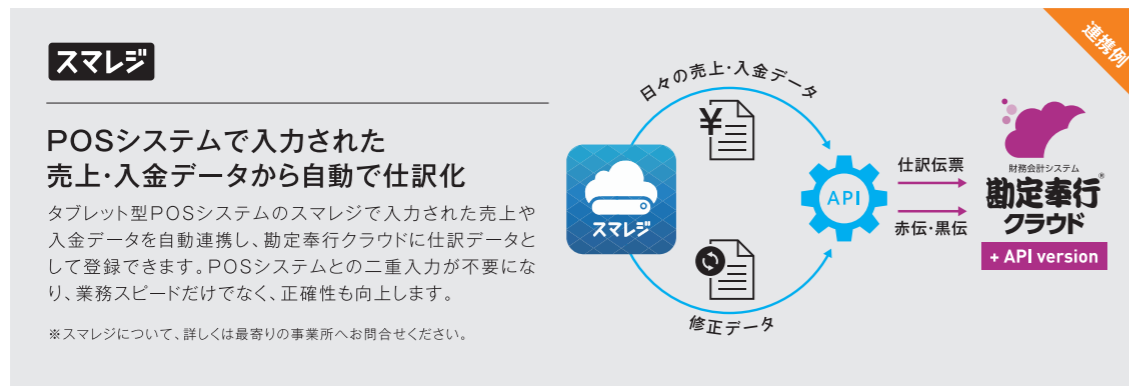 連携例
スマレジ
POSシステムで入力された
売上・入金データから自動で仕訳化
タブレット型POSシステムのスマレジで入力された売上や
入金データを自動連携し、勘定奉行クラウドに仕訳データと
して登録できます。POSシステムとの二重入力が不要にな
り、業務スピードだけでなく、正確性も向上します。
※スマレジについて、詳しくは最寄りの事業所へお問合せください。
日々の売上・入金データ
¥
スマレジ
修正データ
API
仕訳伝票
赤伝・黒伝
財務会計システム
勘定奉行®
クラウド
+ API version